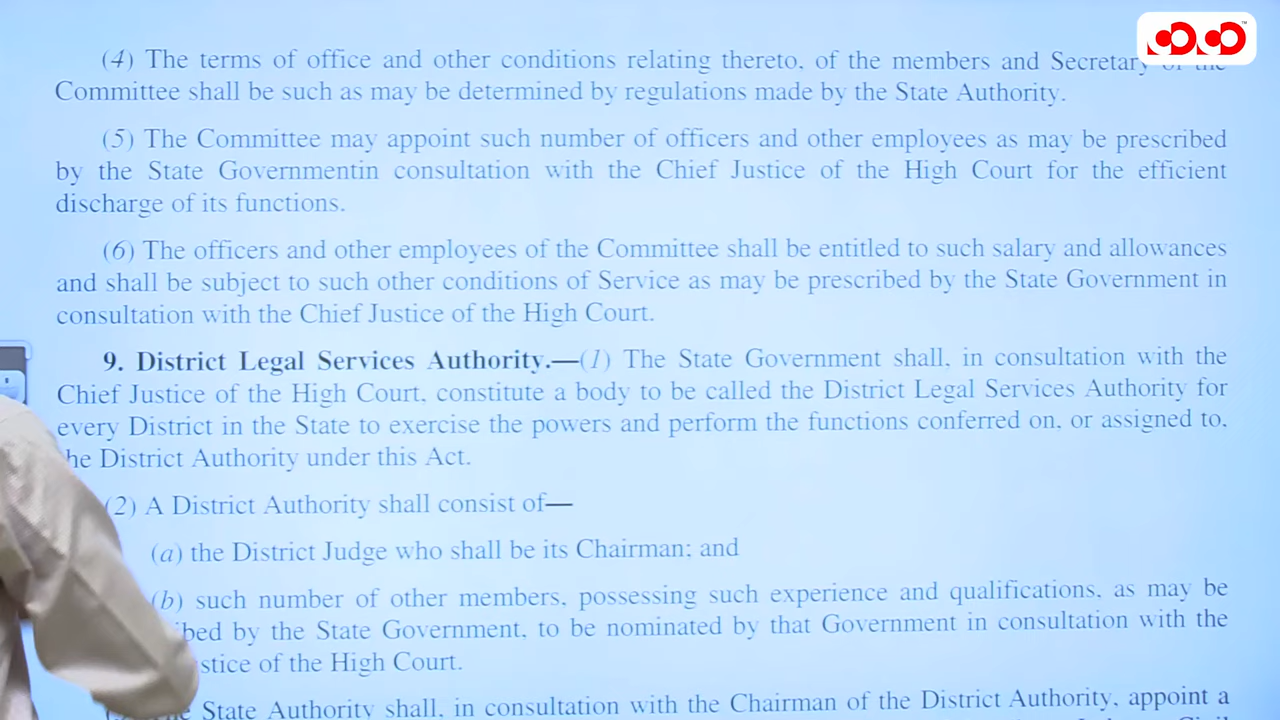 (4) The terms of office and other conditions relating thereto, of the members and Secretary of the
Committee shall be such as may be determined by regulations made by the State Authority.
(5) The Committee may appoint such number of officers and other employees as may be prescribed
by the State Governmentin consultation with the Chief Justice of the High Court for the efficient
discharge of its functions.
(6) The officers and other employees of the Committee shall be entitled to such salary and allowances
and shall be subject to such other conditions of Service as may be prescribed by the State Government in
consultation with the Chief Justice of the High Court.
9. District Legal Services Authority.—(1) The State Government shall, in consultation with the
Chief Justice of the High Court, constitute a body to be called the District Legal Services Authority for
every District in the State to exercise the powers and perform the functions conferred on, or assigned to,
he District Authority under this Act.
(2) A District Authority shall consist of—
(a) the District Judge who shall be its Chairman; and
(b) such number of other members, possessing such experience and qualifications, as may be
bed by the State Government, to be nominated by that Government in consultation with the
stice of the High Court.
State Authority shall, in consultation with the Chairman of the District Authority, appoint a